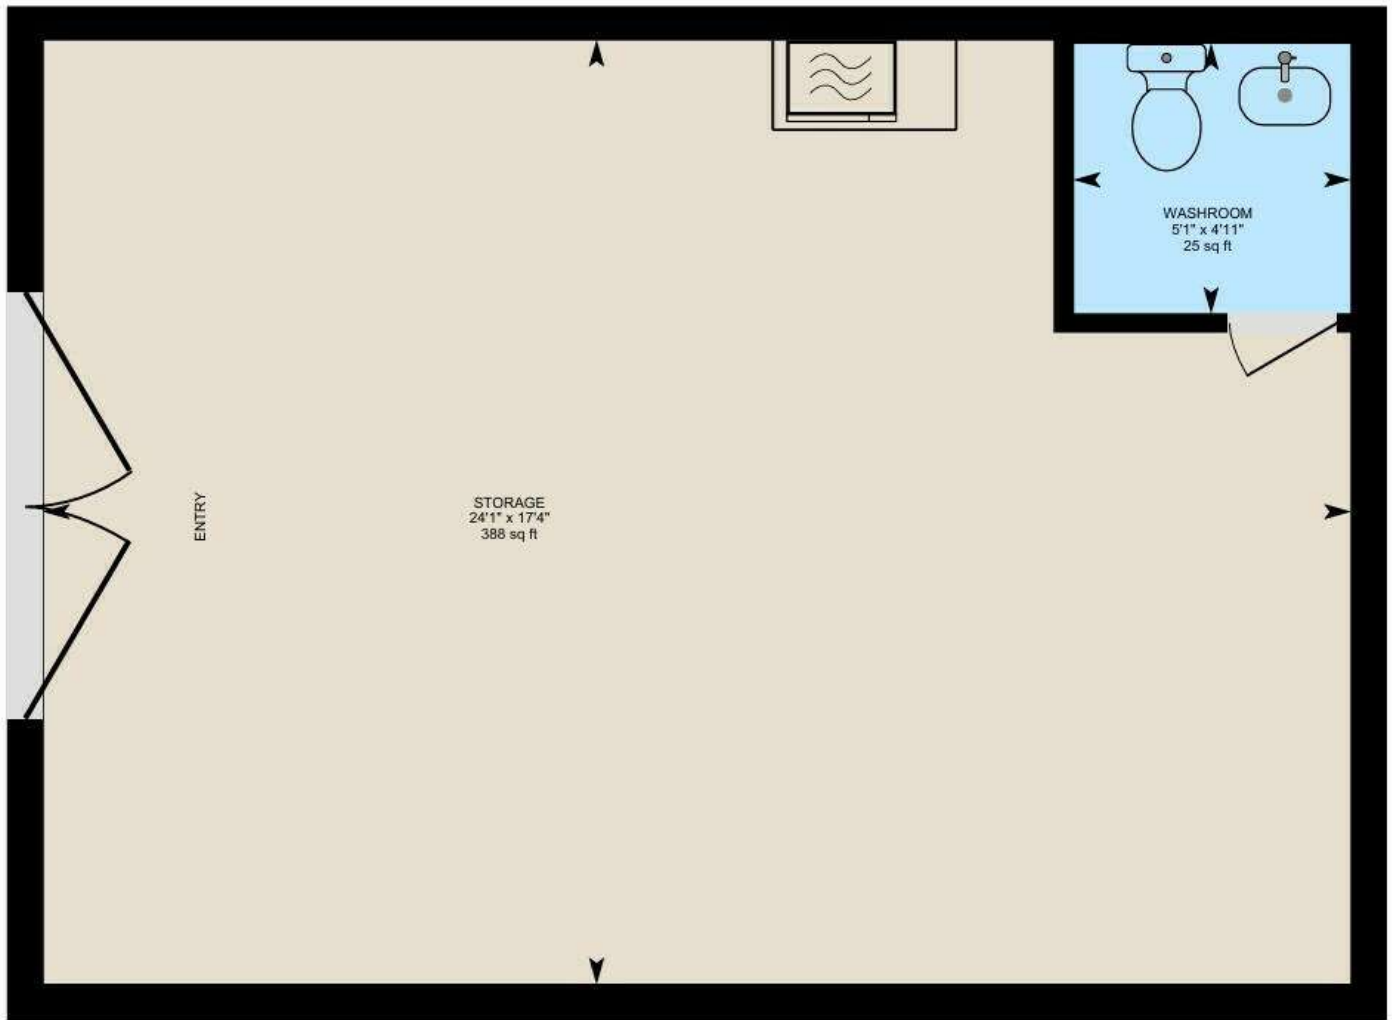 WASHROOM
5'1" x 4'11"
25 sq ft
ENTRY
STORAGE
24'1" x 17'4"
388 sq ft